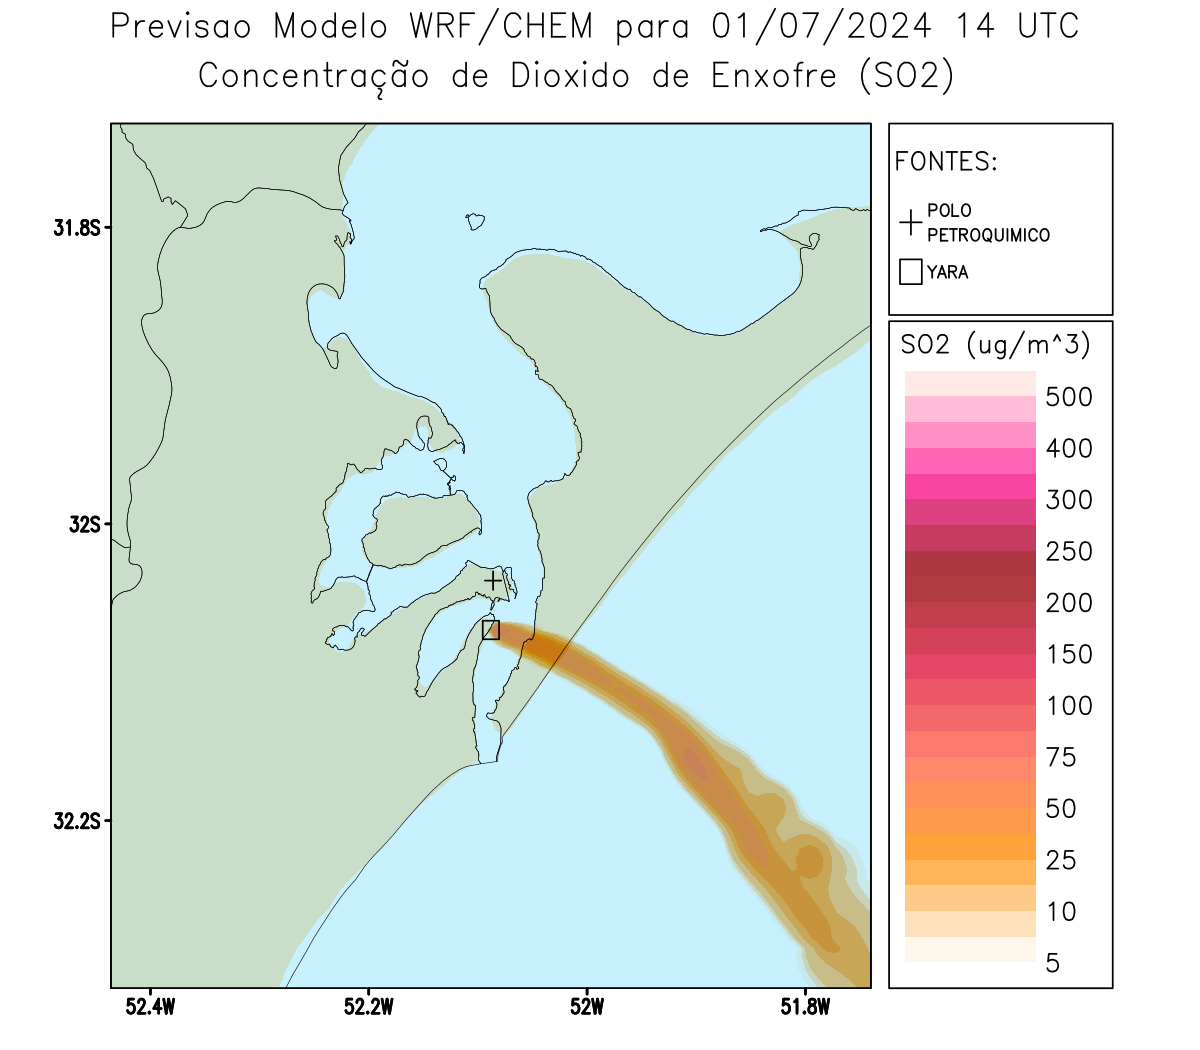 Previsao Modelo WRF/CHEM para 01/07/2024 14 UTC
Concentração de Dioxido de Enxofre (SO2)
FONTES:
POLO
PETROQUIMICO
YARA
SO2 (ug/m^3)
500
400
300
250
200
150
100
75
50
25
10
5
31.8S
32S
32.2S
52.4W
52.2W
52W
51.8W